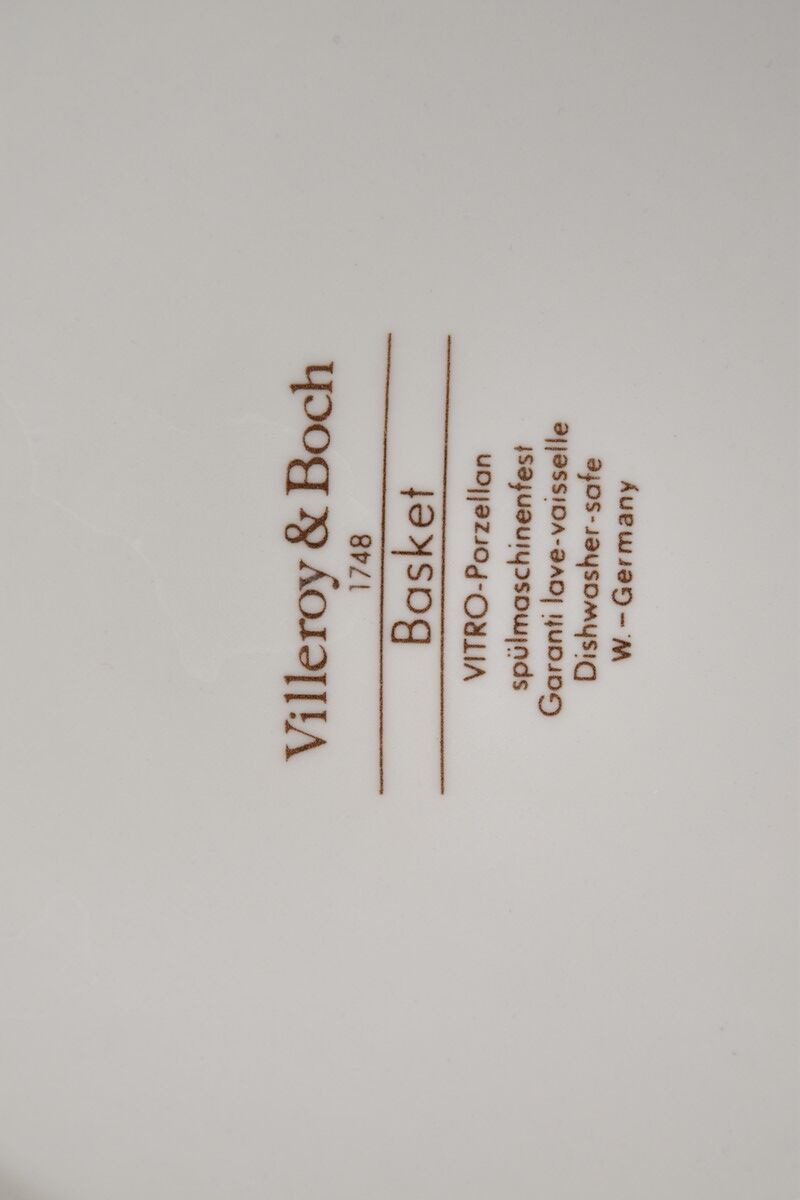 Villeroy & Boch
1748
Basket
VITRO-Porzellan
spülmaschinenfest
Garanti lave-vaisselle
Dishwasher-safe
W.-Germany